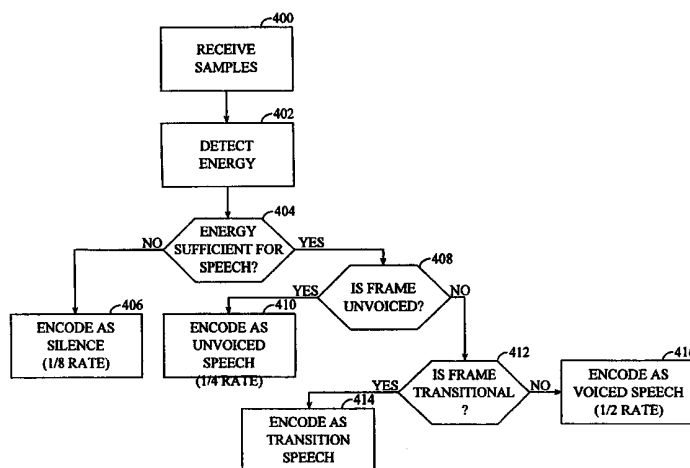 400
RECEIVE
SAMPLES
402
DETECT
ENERGY
404
ENERGY
SUFFICIENT FOR
SPEECH?
NO
YES
408
IS FRAME
UNVOICED?
YES
NO
406
ENCODE AS
SILENCE
(1/8 RATE)
410
ENCODE AS
UNVOICED
SPEECH
(1/4 RATE)
412
IS FRAME
TRANSITIONAL
?
YES
NO
414
ENCODE AS
TRANSITION
SPEECH
ENCODE AS
VOICED SPEECH
(1/2 RATE)